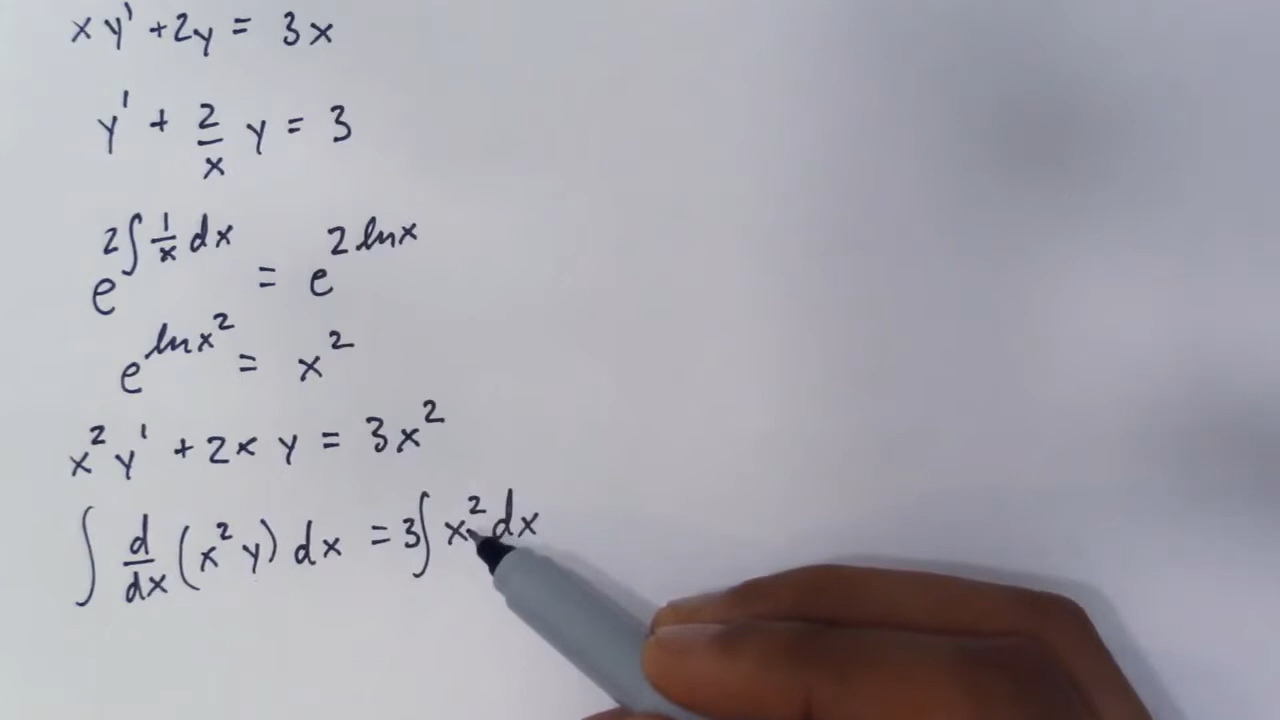 xy' + 2y = 3x
y' + 2/x y = 3
e^{2∫ 1/x dx} = e^{2 ln x}
e^{ln x^2} = x^2
x^2 y' + 2x y = 3x^2
∫ d/dx (x^2 y) dx = 3∫ x^2 dx